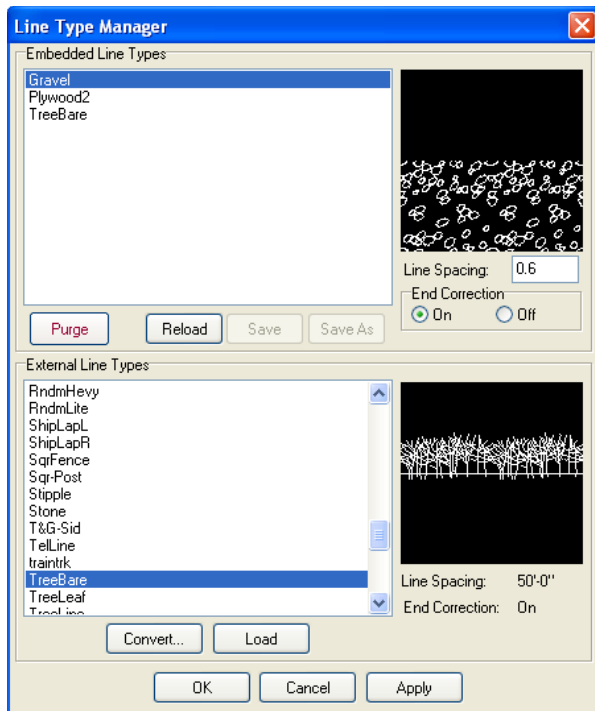 Line Type Manager
Embedded Line Types
Gravel
Plywood2
TreeBare
Line Spacing: 0.6
End Correction
On Off
Purge Reload Save Save As
External Line Types
RndmHevy
RndmLite
ShipLapL
ShipLapR
SqrFence
Sqr-Post
Stipple
Stone
T&G-Sid
TelLine
traintrk
TreeBare
TreeLeaf
TreeLine
Line Spacing: 50'-0"
End Correction: On
Convert... Load
OK Cancel Apply